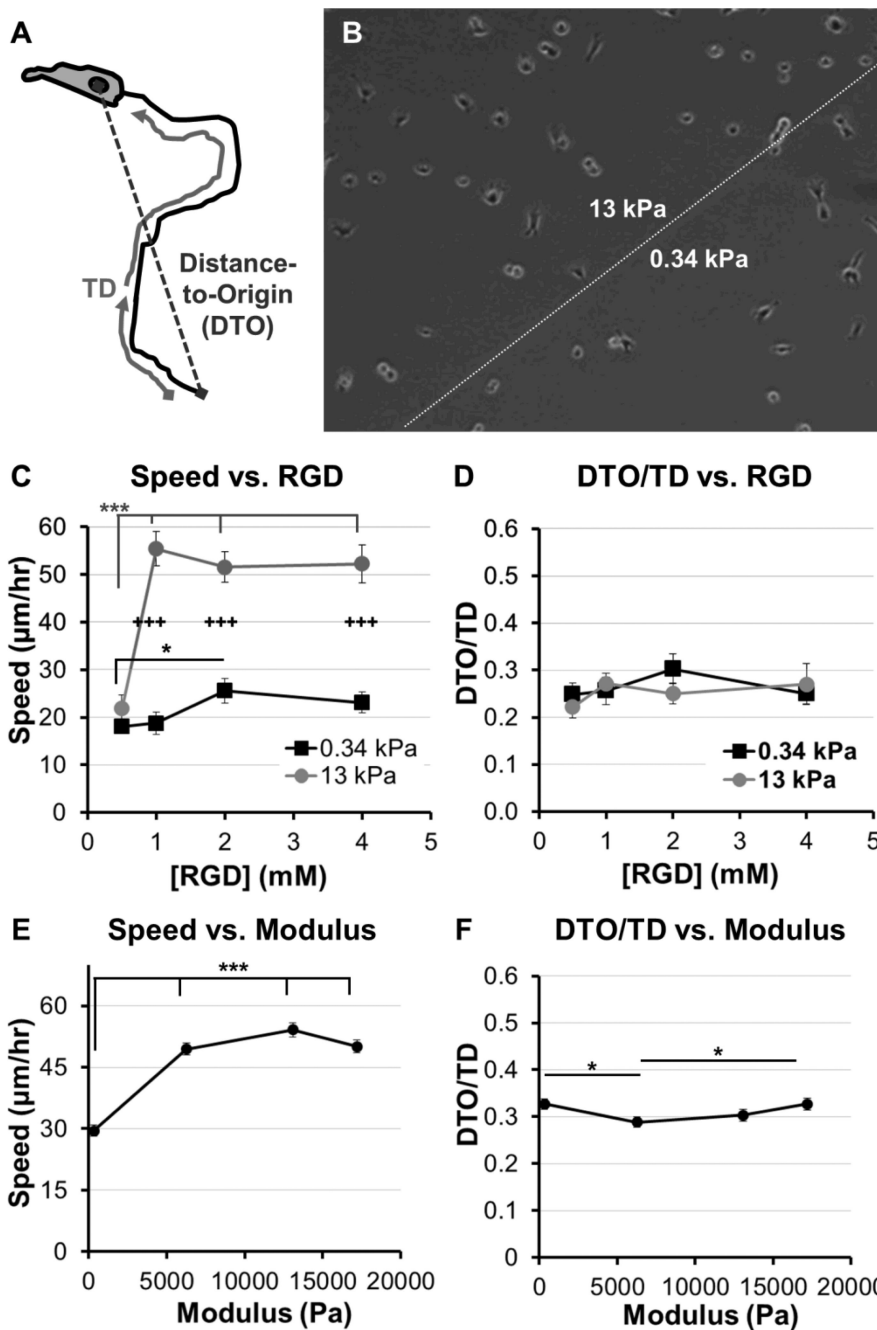 A
TD
Distance-
to-Origin
(DTO)
B
13 kPa
0.34 kPa
C Speed vs. RGD
***
60
50
40
30
20
10
0
+++ +++ +++
*
Speed (µm/hr)
0.34 kPa
13 kPa
0 1 2 3 4 5
[RGD] (mM)
D DTO/TD vs. RGD
0.6
0.5
0.4
0.3
0.2
0.1
0.0
DTO/TD
0.34 kPa
13 kPa
0 1 2 3 4 5
[RGD] (mM)
E Speed vs. Modulus
***
60
45
30
15
0
Speed (µm/hr)
0 5000 10000 15000 20000
Modulus (Pa)
F DTO/TD vs. Modulus
0.6
0.5
0.4
0.3
0.2
0.1
0
* *
DTO/TD
0 5000 10000 15000 20000
Modulus (Pa)